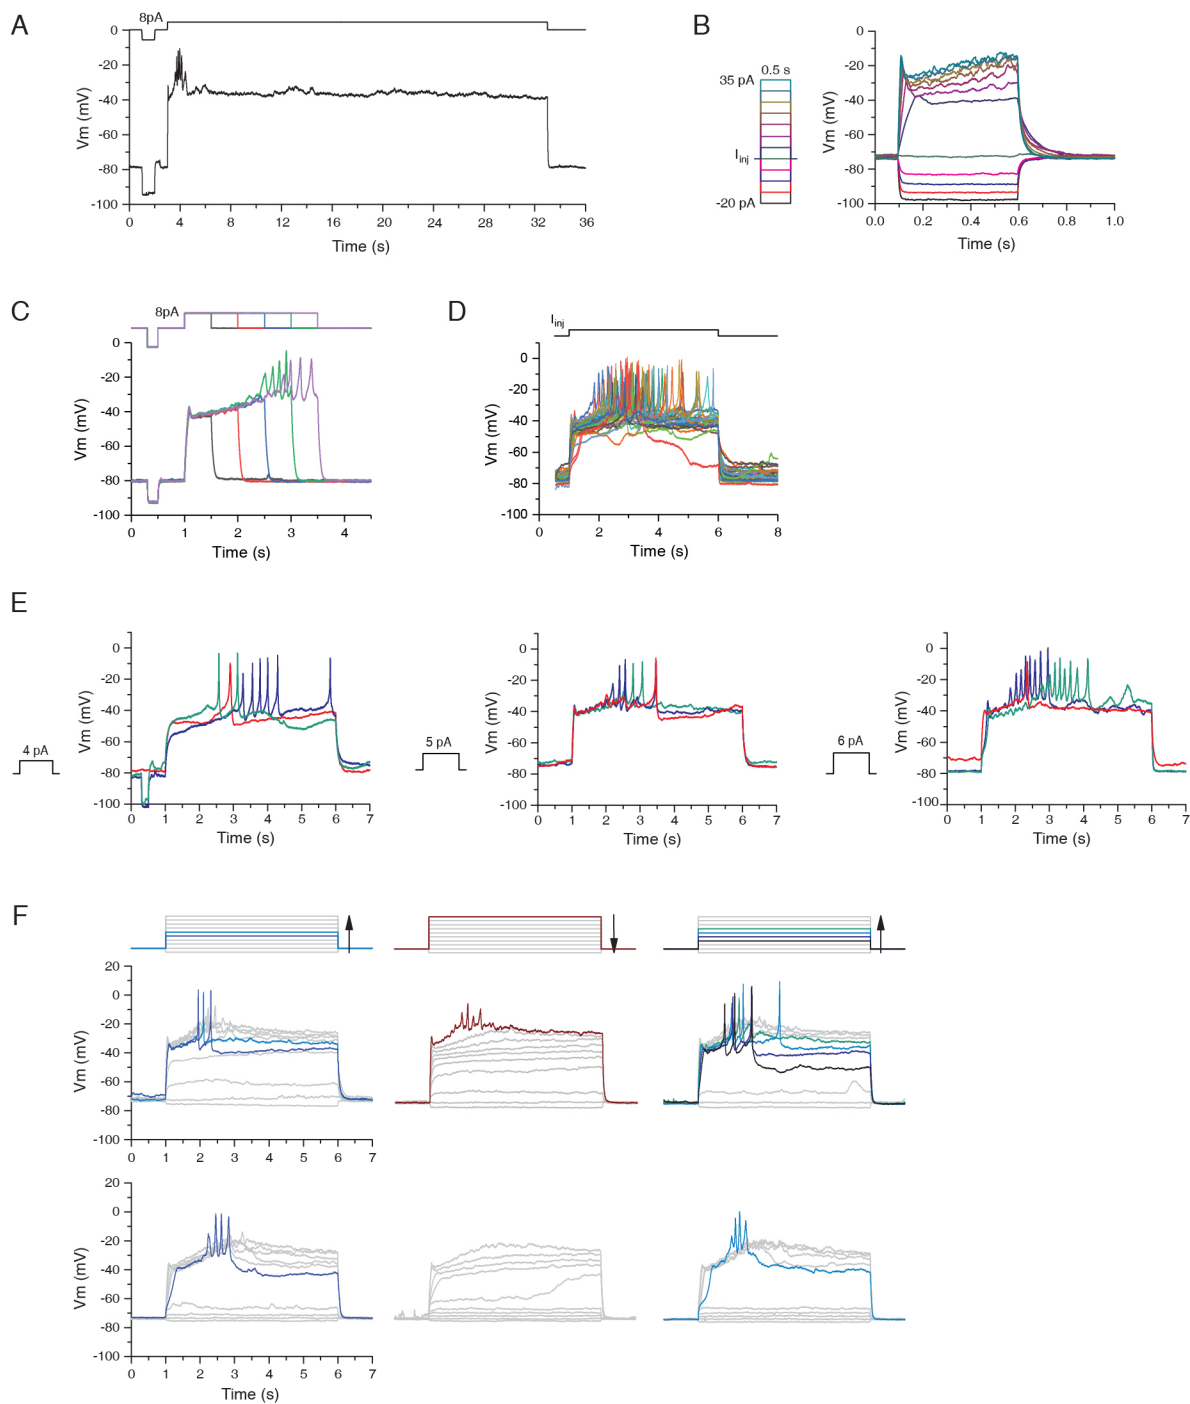 A
8pA
0
-20
-40
-60
-80
-100
Vm (mV)
0 4 8 12 16 20 24 28 32 36
Time (s)
B
0.5 s
35 pA
Iinj
-20 pA
0
-20
-40
-60
-80
-100
Vm (mV)
0.0 0.2 0.4 0.6 0.8 1.0
Time (s)
C
8pA
0
-20
-40
-60
-80
-100
Vm (mV)
0 1 2 3 4
Time (s)
D
Iinj
0
-20
-40
-60
-80
-100
Vm (mV)
0 2 4 6 8
Time (s)
E
4 pA
0
-20
-40
-60
-80
-100
Vm (mV)
0 1 2 3 4 5 6 7
Time (s)
5 pA
0
-20
-40
-60
-80
-100
Vm (mV)
0 1 2 3 4 5 6 7
Time (s)
6 pA
0
-20
-40
-60
-80
-100
Vm (mV)
0 1 2 3 4 5 6 7
Time (s)
F
20
0
-20
-40
-60
-80
-100
Vm (mV)
0 1 2 3 4 5 6 7
20
0
-20
-40
-60
-80
-100
Vm (mV)
0 1 2 3 4 5 6 7
Time (s)